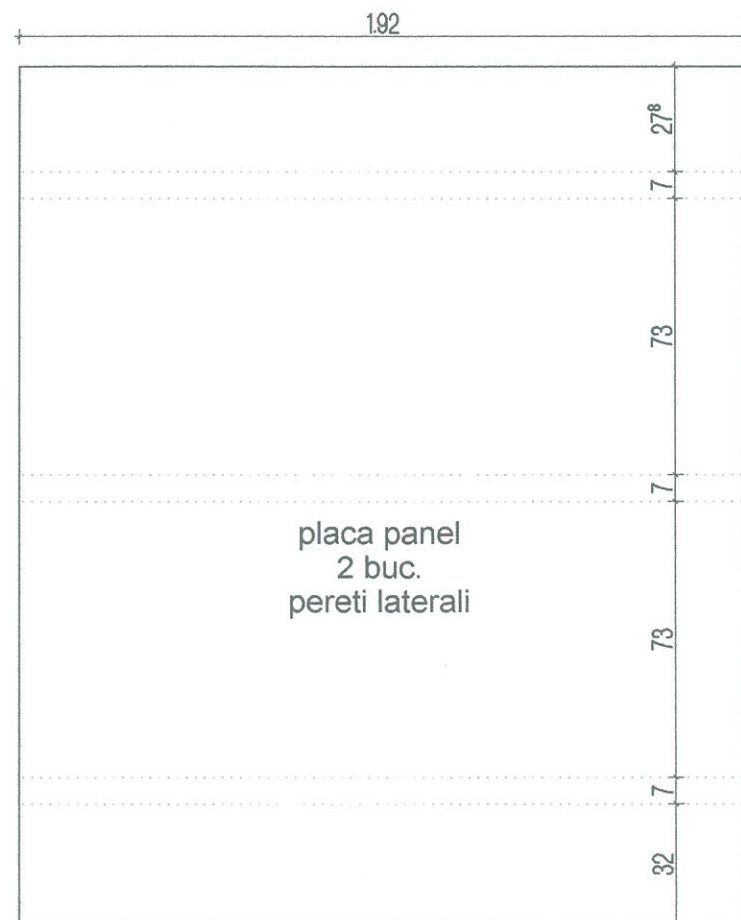 1.92
27⁸
7
73
7
placa panel
2 buc.
pereti laterali
73
7
32